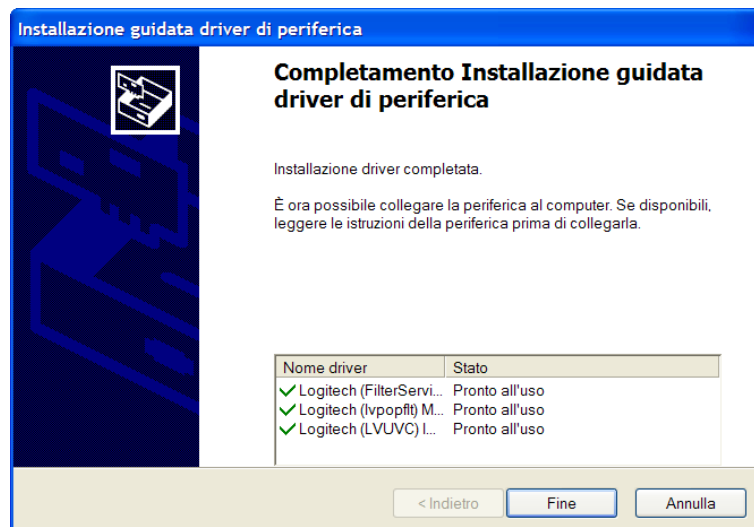 Installazione guidata driver di periferica
Completamento Installazione guidata
driver di periferica
Installazione driver completata.
È ora possibile collegare la periferica al computer. Se disponibili,
leggere le istruzioni della periferica prima di collegarla.
Nome driver Stato
Logitech (FilterServi... Pronto all'uso
Logitech (lvpopflt) M... Pronto all'uso
Logitech (LVUVC) I... Pronto all'uso
< Indietro Fine Annulla